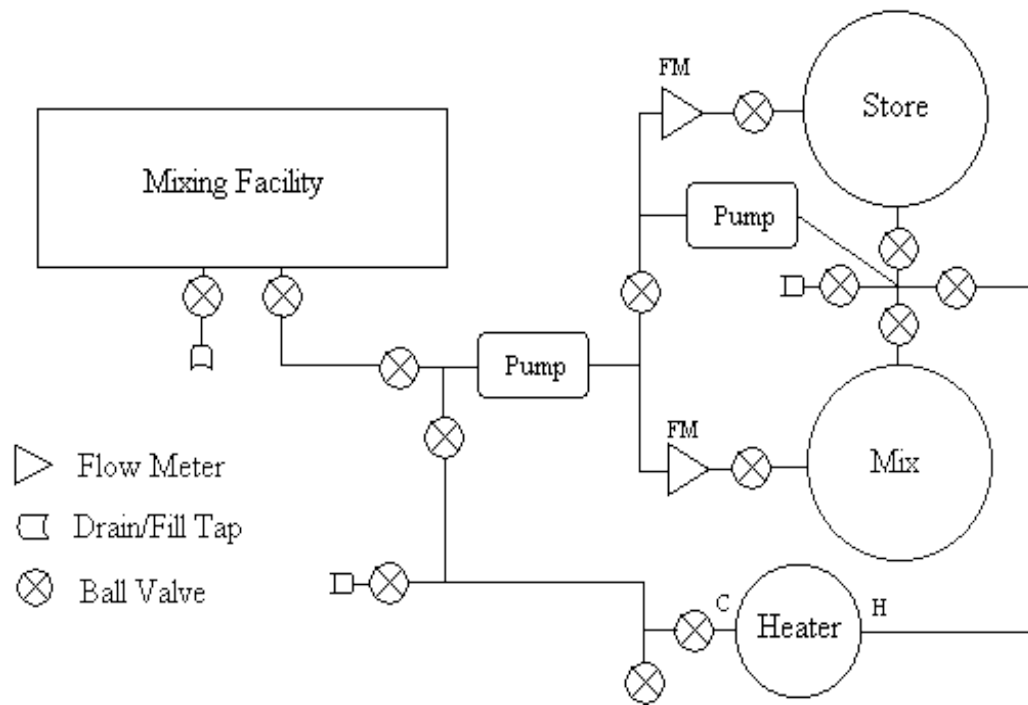 FM
Store
Mixing Facility
Pump
Pump
FM
Mix
Flow Meter
Drain/Fill Tap
Ball Valve
C
H
Heater